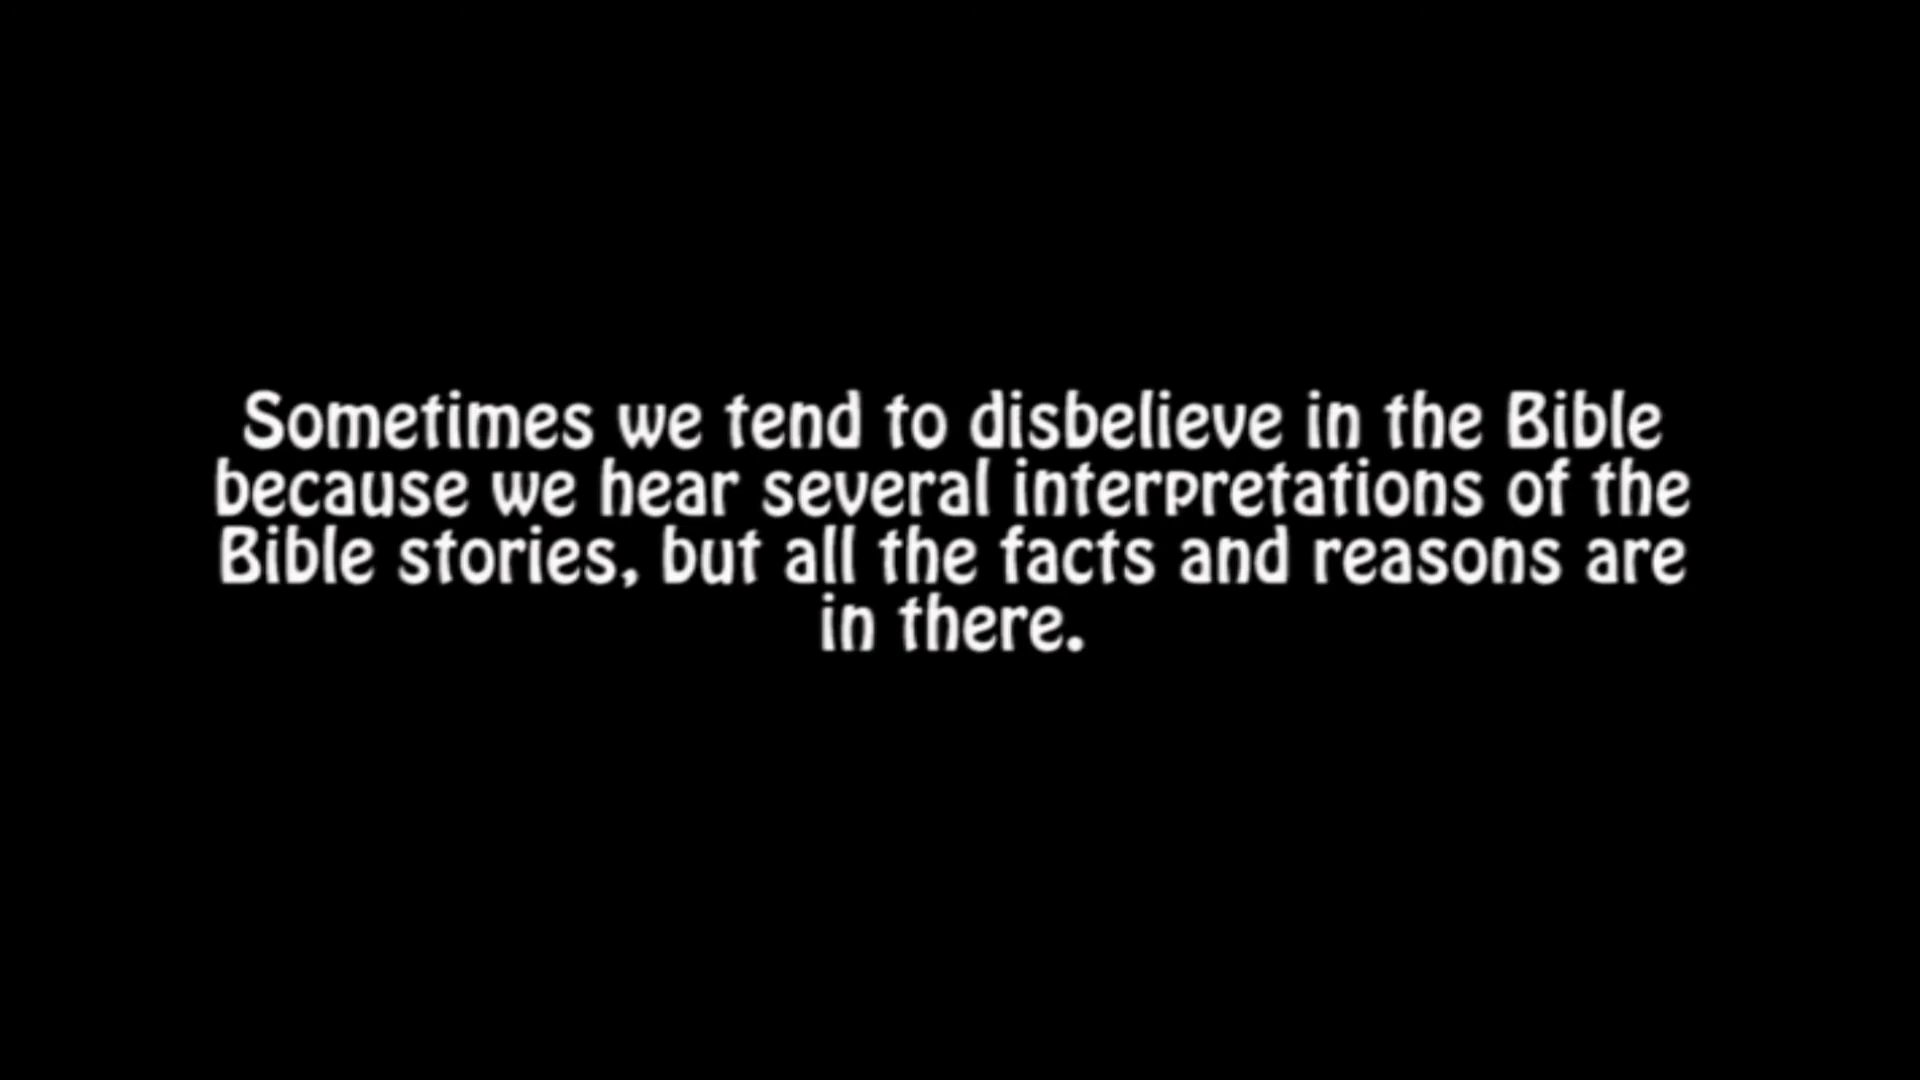 Sometimes we tend to disbelieve in the Bible
because we hear several interpretations of the
Bible stories, but all the facts and reasons are
in there.